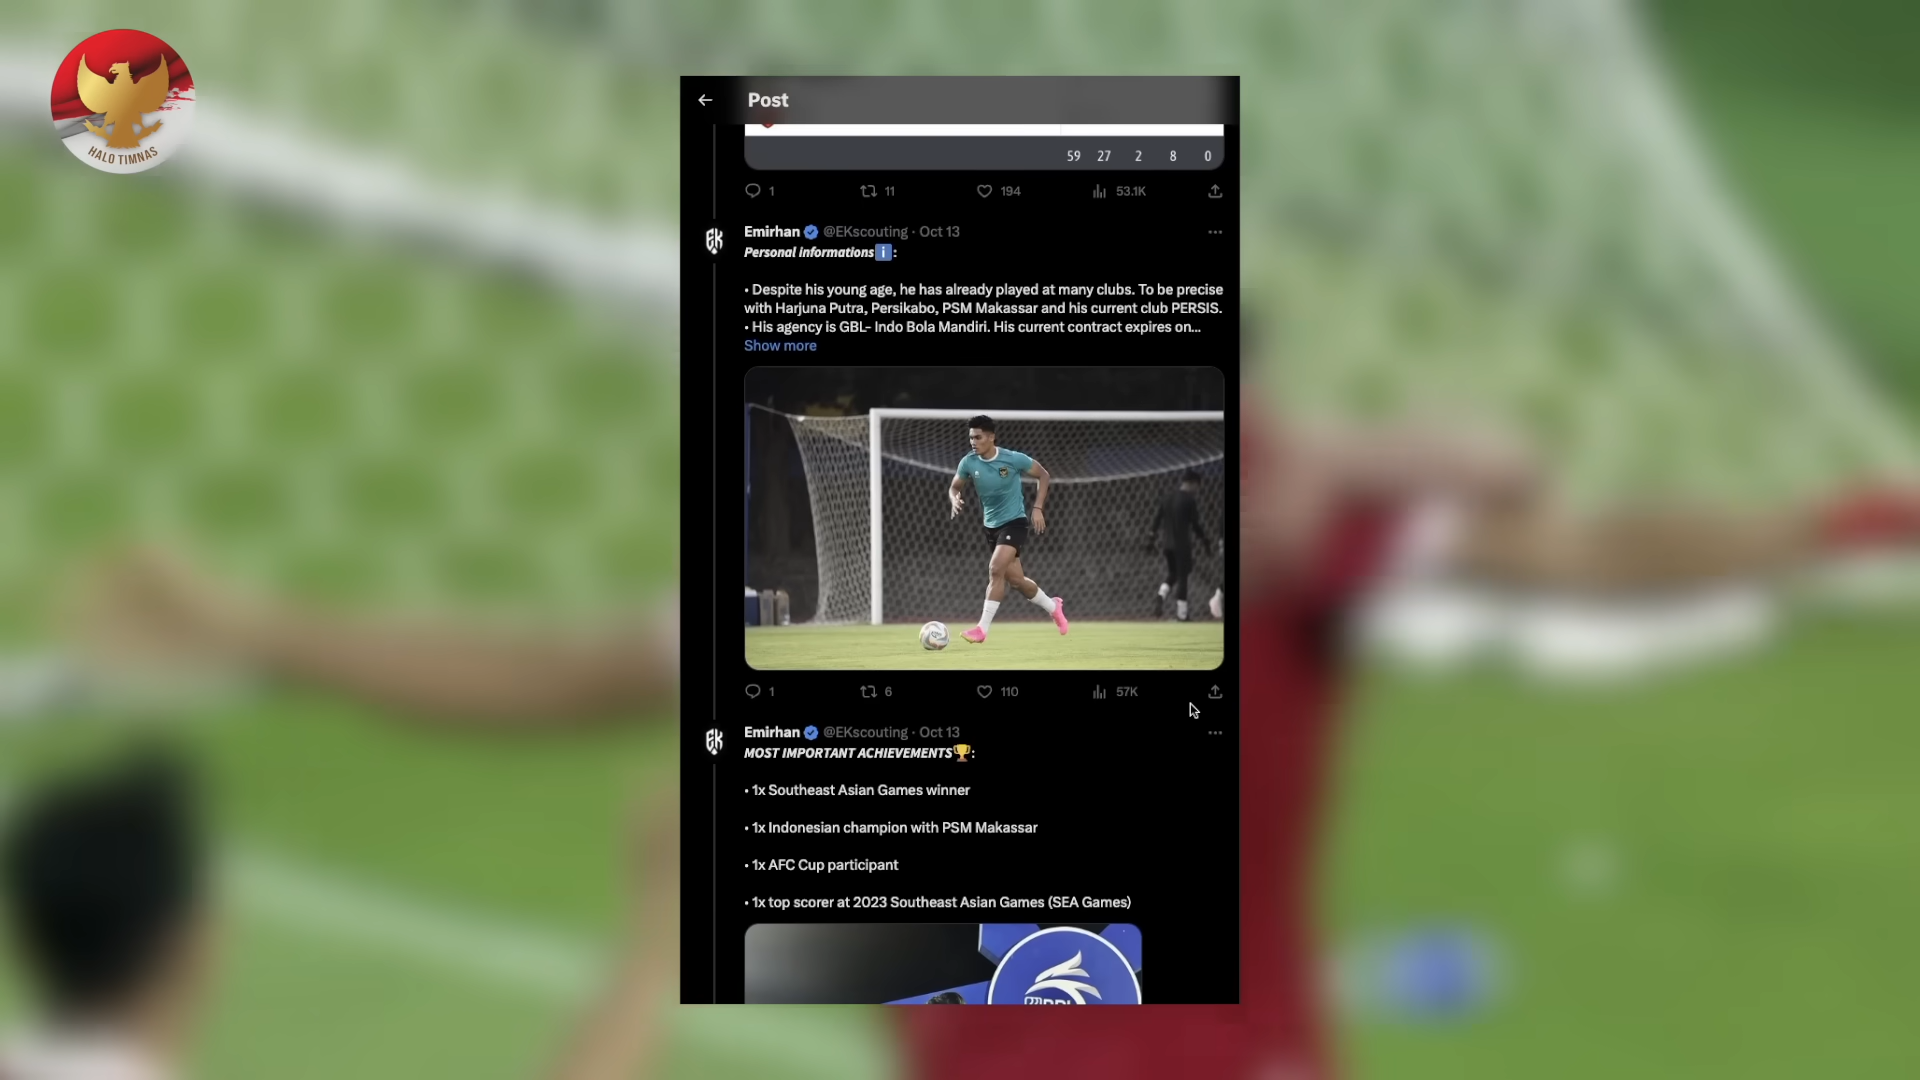 HALO TIMNAS
Post
59 27 2 8 0
1 11 194 53.1K
Emirhan @EKscouting · Oct 13
Personal informationsℹ️:
• Despite his young age, he has already played at many clubs. To be precise
with Harjuna Putra, Persikabo, PSM Makassar and his current club PERSIS.
• His agency is GBL- Indo Bola Mandiri. His current contract expires on...
Show more
1 6 110 57K
Emirhan @EKscouting · Oct 13
MOST IMPORTANT ACHIEVEMENTS🏆:
• 1x Southeast Asian Games winner
• 1x Indonesian champion with PSM Makassar
• 1x AFC Cup participant
• 1x top scorer at 2023 Southeast Asian Games (SEA Games)